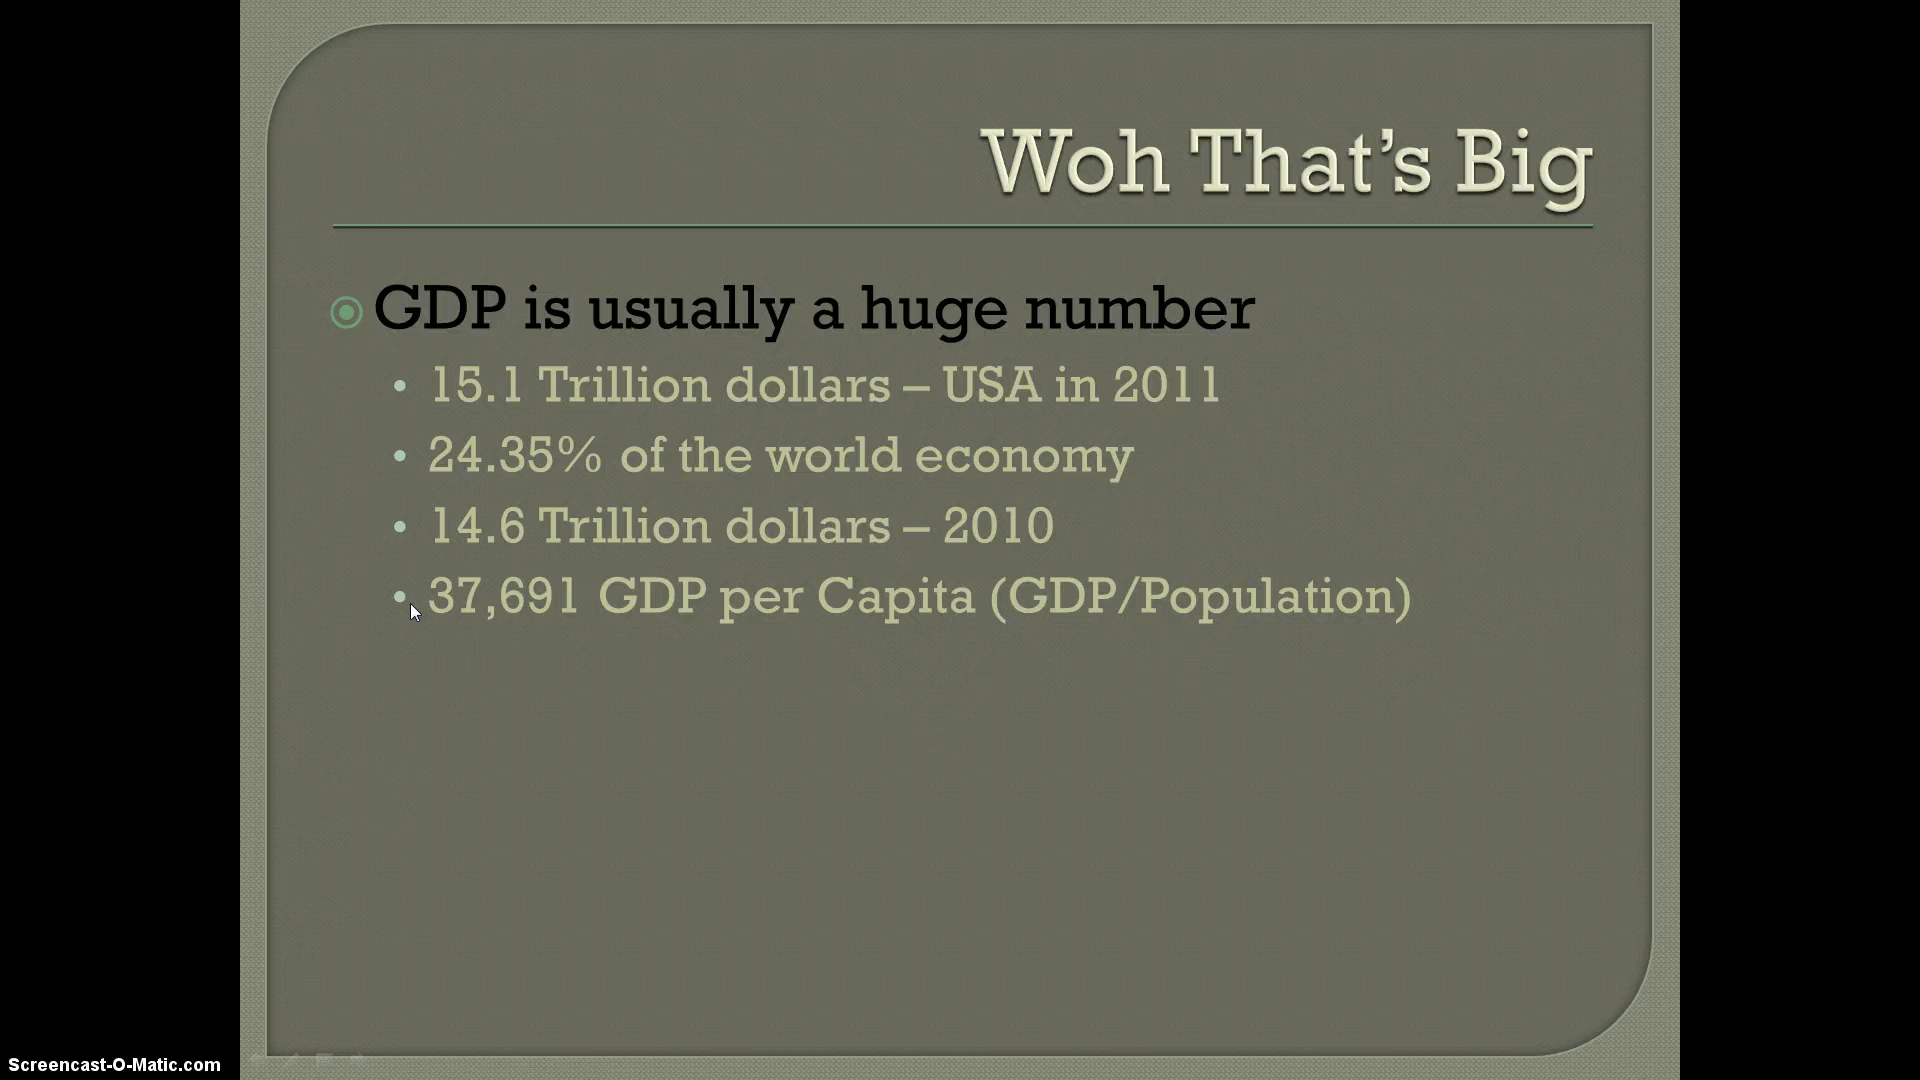 Woh That's Big
GDP is usually a huge number
15.1 Trillion dollars – USA in 2011
24.35% of the world economy
14.6 Trillion dollars – 2010
37,691 GDP per Capita (GDP/Population)
Screencast-O-Matic.com